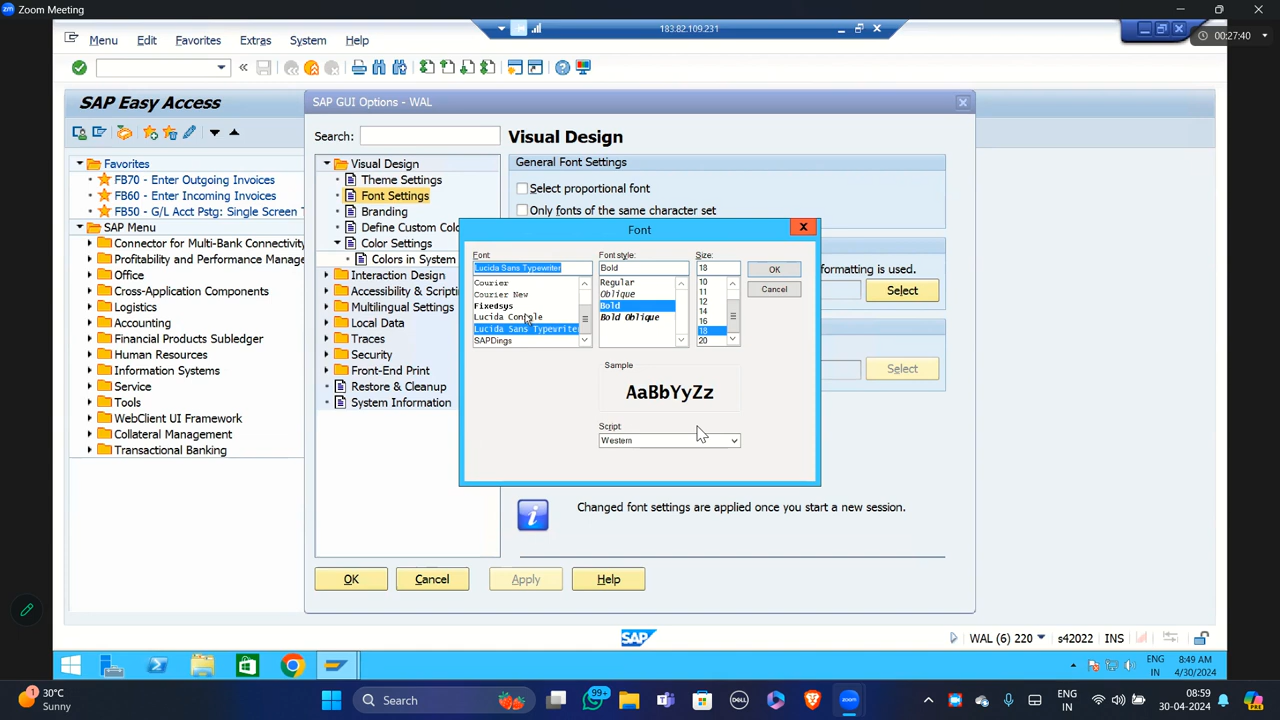 Zoom Meeting
183.82.109.231
00:27:40
Menu Edit Favorites Extras System Help
SAP Easy Access
Favorites
FB70 - Enter Outgoing Invoices
FB60 - Enter Incoming Invoices
FB50 - G/L Acct Pstg: Single Screen T
SAP Menu
Connector for Multi-Bank Connectivity
Governance, Risk
and Performance Manage
Office
Cross-Application Components
Logistics
Accounting
Financial Products Subledger
Human Resources
Information Systems
Service
Tools
WebClient UI Framework
Collateral Management
Transactional Banking
SAP GUI Options - WAL
Search:
Visual Design
Theme Settings
Font Settings
Branding
Define Custom Colo
Color Settings
Colors in System
Interaction Design
Accessibility & Scripti
Multilingual Settings
Local Data
Traces
Security
Front-End Print
Restore & Cleanup
System Information
Visual Design
General Font Settings
Select proportional font
Only fonts of the same character set
ormatting is used.
Select
Select
Changed font settings are applied once you start a new session.
OK Cancel Apply Help
Font
Font:
Lucida Sans Typewriter
Courier
Courier New
Fixedsys
Lucida Console
Lucida Sans Typewriter
SAPDings
Font style:
Bold
Regular
Oblique
Bold
Bold Oblique
Size:
18
10
11
12
14
16
18
20
OK
Cancel
Sample
AaBbYyZz
Script:
Western
SAP
WAL (6) 220 s42022 INS
ENG
IN
8:49 AM
4/30/2024
1
30°C
Sunny
Search
99+
DELL
zoom
ENG
IN
08:59
30-04-2024
PRE